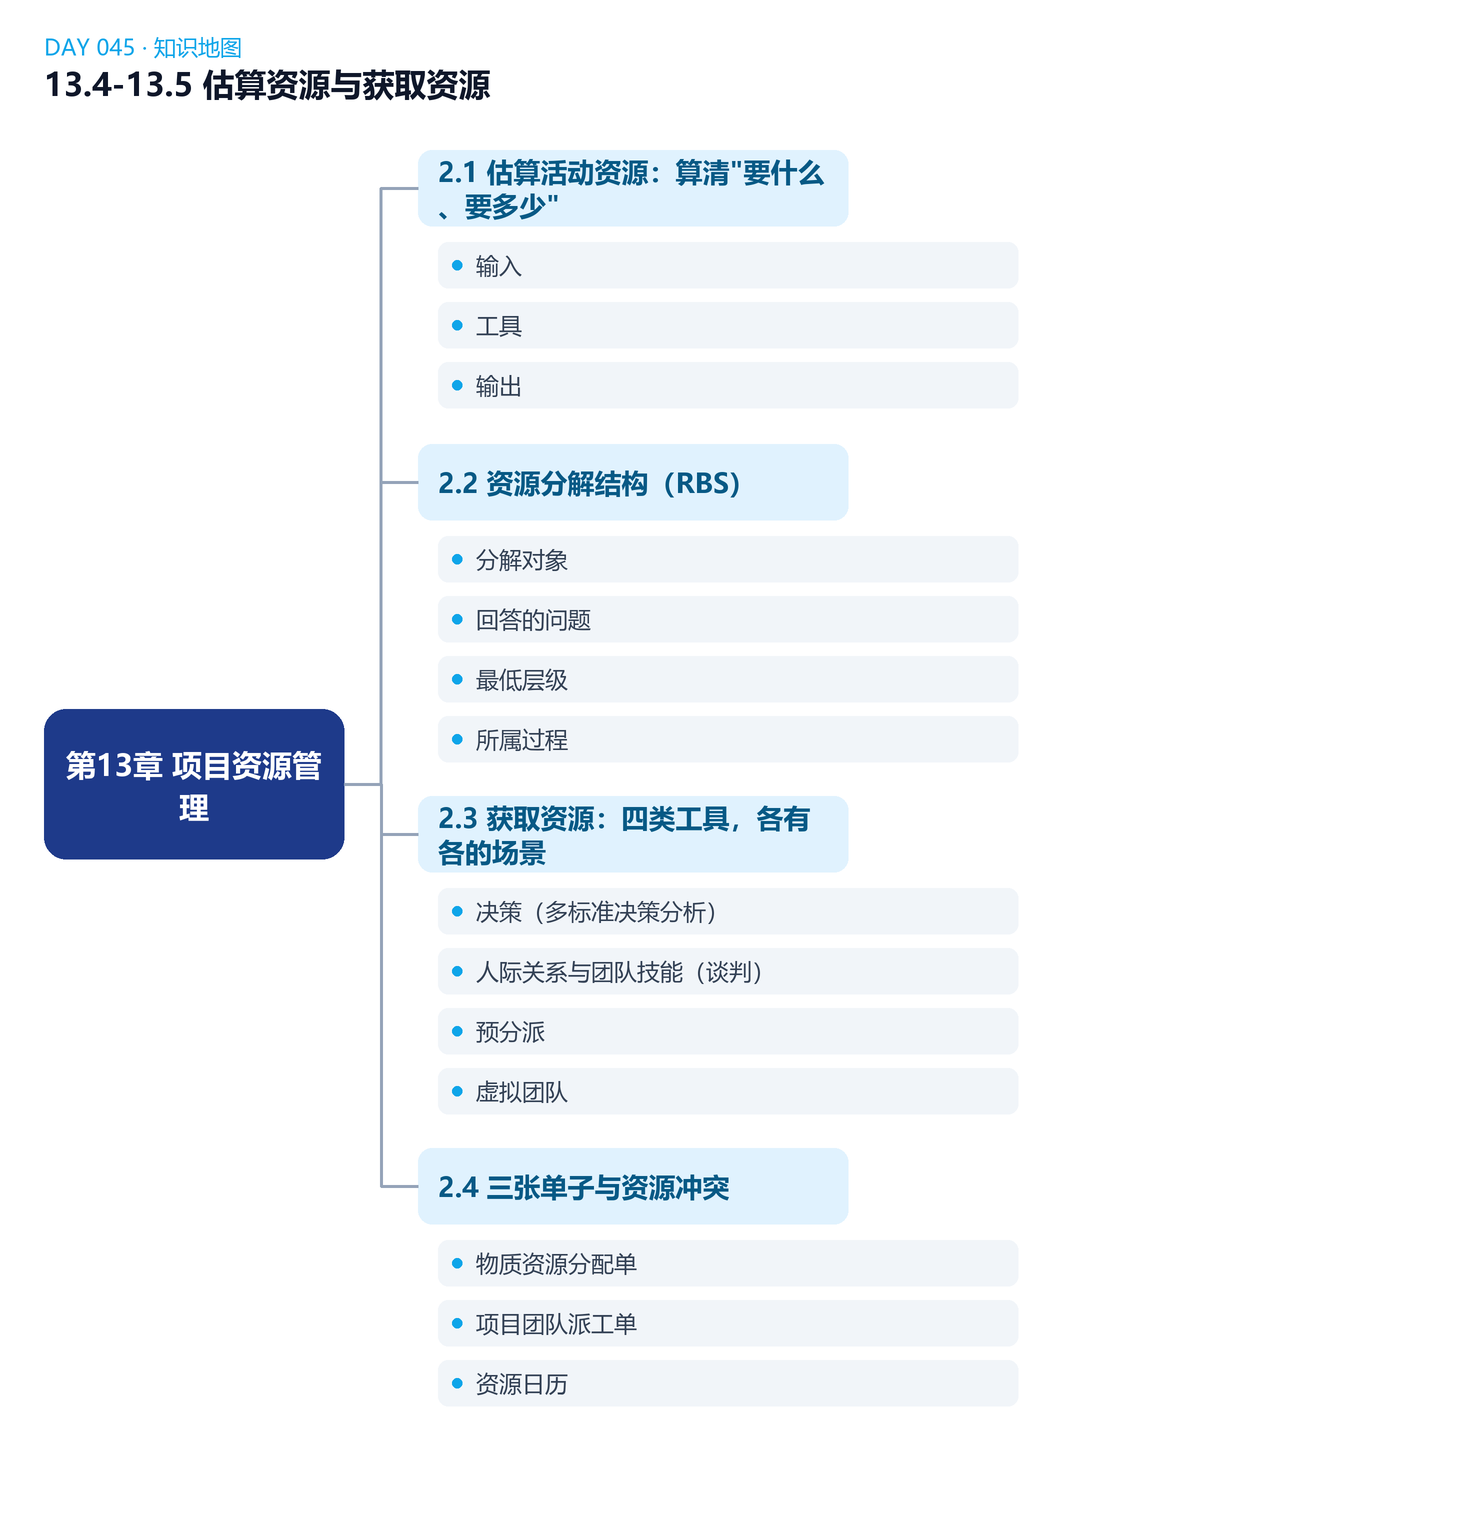 DAY 045 · 知识地图
13.4-13.5 估算资源与获取资源
2.1 估算活动资源：算清"要什么
、要多少"
输入
工具
输出
2.2 资源分解结构（RBS）
分解对象
回答的问题
最低层级
所属过程
第13章 项目资源管
理
2.3 获取资源：四类工具，各有
各的场景
决策（多标准决策分析）
人际关系与团队技能（谈判）
预分派
虚拟团队
2.4 三张单子与资源冲突
物质资源分配单
项目团队派工单
资源日历